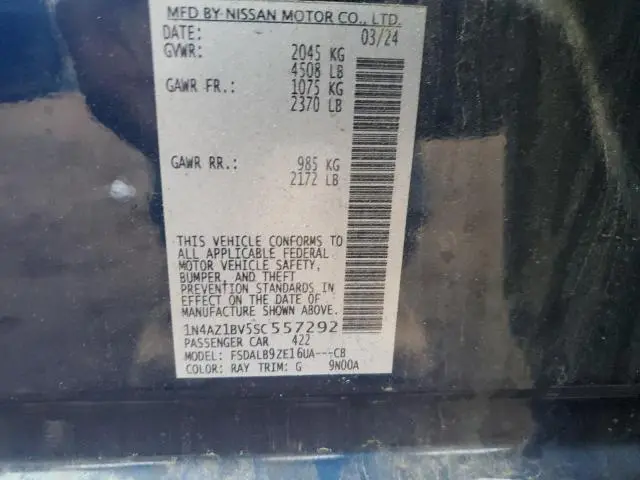 MFD BY NISSAN MOTOR CO., LTD.
DATE: 03/24
GVWR: 2045 KG
4508 LB
GAWR FR.: 1075 KG
2370 LB
GAWR RR.: 985 KG
2172 LB
THIS VEHICLE CONFORMS TO
ALL APPLICABLE FEDERAL
MOTOR VEHICLE SAFETY,
BUMPER, AND THEFT
PREVENTION STANDARDS IN
EFFECT ON THE DATE OF
MANUFACTURE SHOWN ABOVE.
1N4AZ1BV5SC557292
PASSENGER CAR 422
MODEL: FSDALB9ZE16UA---CB
COLOR: RAY TRIM: G 9N00A